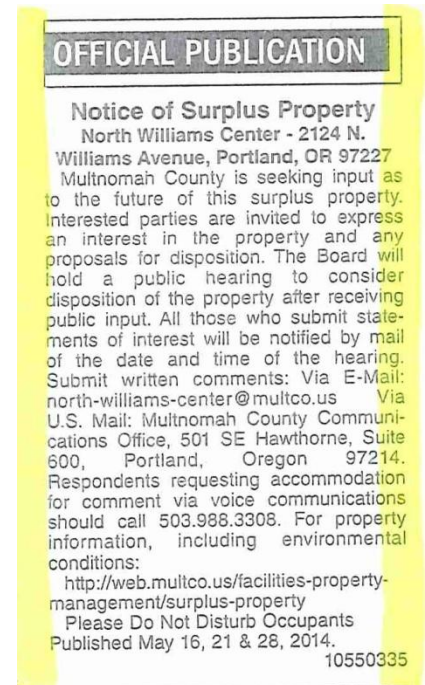 OFFICIAL PUBLICATION
Notice of Surplus Property
North Williams Center - 2124 N.
Williams Avenue, Portland, OR 97227
Multnomah County is seeking input as
to the future of this surplus property.
Interested parties are invited to express
an interest in the property and any
proposals for disposition. The Board will
hold a public hearing to consider
disposition of the property after receiving
public input. All those who submit state-
ments of interest will be notified by mail
of the date and time of the hearing.
Submit written comments: Via E-Mail:
north-williams-center@multco.us Via
U.S. Mail: Multnomah County Communi-
cations Office, 501 SE Hawthorne, Suite
600, Portland, Oregon 97214.
Respondents requesting accommodation
for comment via voice communications
should call 503.988.3308. For property
information, including environmental
conditions:
http://web.multco.us/facilities-property-
management/surplus-property
Please Do Not Disturb Occupants
Published May 16, 21 & 28, 2014.
10550335